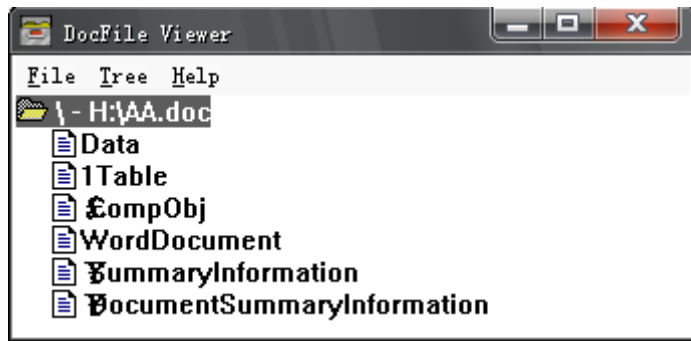 DocFile Viewer
File Tree Help
\ - H:\AA.doc
Data
1Table
CompObj
WordDocument
SummaryInformation
DocumentSummaryInformation